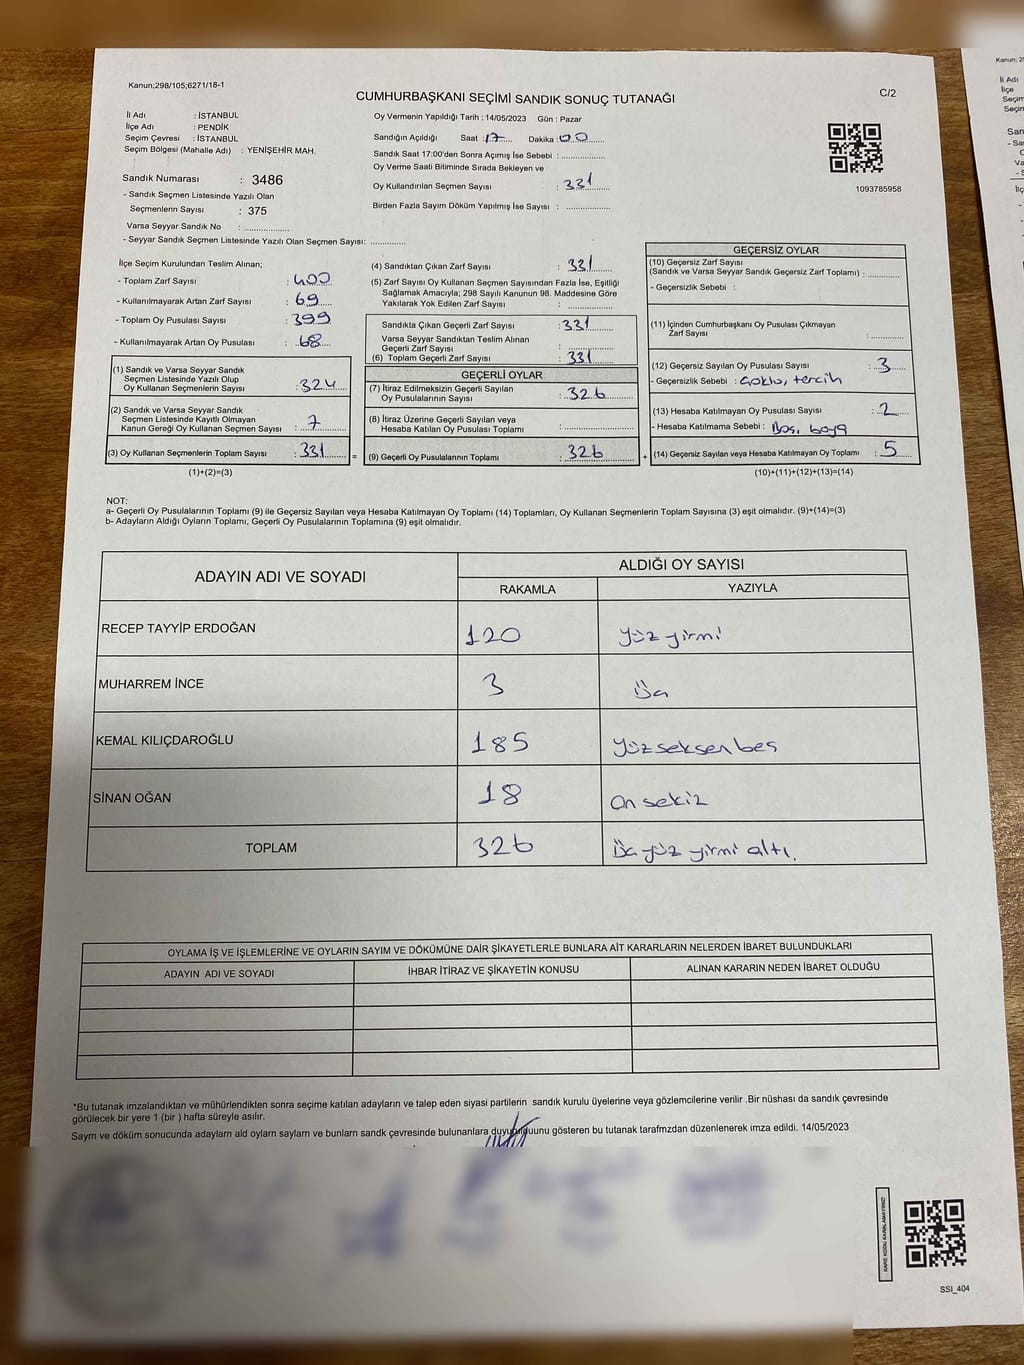 Kanun;298/105;6271/18-1
CUMHURBAŞKANI SEÇİMİ SANDIK SONUÇ TUTANAĞI
C/2
İl Adı : İSTANBUL
İlçe Adı : PENDİK
Seçim Çevresi : İSTANBUL
Seçim Bölgesi (Mahalle Adı) : YENİŞEHİR MAH.
Sandık Numarası : 3486
- Sandık Seçmen Listesinde Yazılı Olan
Seçmenlerin Sayısı : 375
Varsa Seyyar Sandık No : ................
- Seyyar Sandık Seçmen Listesinde Yazılı Olan Seçmen Sayısı: ............
Oy Vermenin Yapıldığı Tarih : 14/05/2023 Gün : Pazar
Sandığın Açıldığı Saat : 17 Dakika : 00
Sandık Saat 17:00'den Sonra Açımış İse Sebebi : ...............
Oy Verme Saati Bitiminde Sırada Bekleyen ve
Oy Kullandırılan Seçmen Sayısı : 331
Birden Fazla Sayım Döküm Yapılmış İse Sayısı : ...............
1093785958
İlçe Seçim Kurulundan Teslim Alınan;
- Toplam Zarf Sayısı : 400
- Kullanılmayarak Artan Zarf Sayısı : 69
- Toplam Oy Pusulası Sayısı : 399
- Kullanılmayarak Artan Oy Pusulası : 68
(1) Sandık ve Varsa Seyyar Sandık
Seçmen Listesinde Yazılı Olup
Oy Kullanan Seçmenlerin Sayısı : 324
(2) Sandık ve Varsa Seyyar Sandık
Seçmen Listesinde Kayıtlı Olmayan
Kanun Gereği Oy Kullanan Seçmen Sayısı : 7
(3) Oy Kullanan Seçmenlerin Toplam Sayısı : 331 =
(1)+(2)=(3)
(4) Sandıktan Çıkan Zarf Sayısı : 331
(5) Zarf Sayısı Oy Kullanan Seçmen Sayısından Fazla İse, Eşitliği
Sağlamak Amacıyla; 298 Sayılı Kanunun 98. Maddesine Göre
Yakılarak Yok Edilen Zarf Sayısı : ...............
Sandıkta Çıkan Geçerli Zarf Sayısı : 331
Varsa Seyyar Sandıktan Teslim Alınan
Geçerli Zarf Sayısı : ...............
(6) Toplam Geçerli Zarf Sayısı : 331
GEÇERLİ OYLAR
(7) İtiraz Edilmeksizin Geçerli Sayılan
Oy Pusulalarının Sayısı : 326
(8) İtiraz Üzerine Geçerli Sayılan veya
Hesaba Katılan Oy Pusulası Toplamı : ...............
(9) Geçerli Oy Pusulalarının Toplamı : 326 +
GEÇERSİZ OYLAR
(10) Geçersiz Zarf Sayısı
(Sandık ve Varsa Seyyar Sandık Geçersiz Zarf Toplamı) : ...........
- Geçersizlik Sebebi :
(11) İçinden Cumhurbaşkanı Oy Pusulası Çıkmayan
Zarf Sayısı : ...........
(12) Geçersiz Sayılan Oy Pusulası Sayısı : 3
- Geçersizlik Sebebi : Çoklu, tercih
(13) Hesaba Katılmayan Oy Pusulası Sayısı : 2
- Hesaba Katılmama Sebebi : Boş, boya
(14) Geçersiz Sayılan veya Hesaba Katılmayan Oy Toplamı : 5
(10)+(11)+(12)+(13)=(14)
NOT:
a- Geçerli Oy Pusulalarının Toplamı (9) ile Geçersiz Sayılan veya Hesaba Katılmayan Oy Toplamı (14) Toplamları, Oy Kullanan Seçmenlerin Toplam Sayısına (3) eşit olmalıdır. (9)+(14)=(3)
b- Adayların Aldığı Oyların Toplamı, Geçerli Oy Pusulalarının Toplamına (9) eşit olmalıdır.
ADAYIN ADI VE SOYADI
ALDIĞI OY SAYISI
RAKAMLA YAZIYLA
RECEP TAYYİP ERDOĞAN 120 Yüz yirmi
MUHARREM İNCE 3 Üç
KEMAL KILIÇDAROĞLU 185 Yüzseksenbeş
SİNAN OĞAN 18 On sekiz
TOPLAM 326 Üç yüz yirmi altı.
OYLAMA İŞ VE İŞLEMLERİNE VE OYLARIN SAYIM VE DÖKÜMÜNE DAİR ŞİKAYETLERLE BUNLARA AİT KARARLARIN NELERDEN İBARET BULUNDUKLARI
ADAYIN ADI VE SOYADI İHBAR İTİRAZ VE ŞİKAYETİN KONUSU ALINAN KARARIN NEDEN İBARET OLDUĞU
*Bu tutanak imzalandıktan ve mühürlendikten sonra seçime katılan adayların ve talep eden siyasi partilerin sandık kurulu üyelerine veya gözlemcilerine verilir .Bir nüshası da sandık çevresinde
görülecek bir yere 1 (bir ) hafta süreyle asılır.
Sayım ve döküm sonucunda adaylarn ald oylarn saylarn ve bunlarn sandk çevresinde bulunanlara duyurulduunu gösteren bu tutanak tarafmzdan düzenlenerek imza edildi. 14/05/2023
KARE KODU KARALAMAYINIZ!
SSI_404
Kanun; 29
İli Adı
İlçe
Seçim